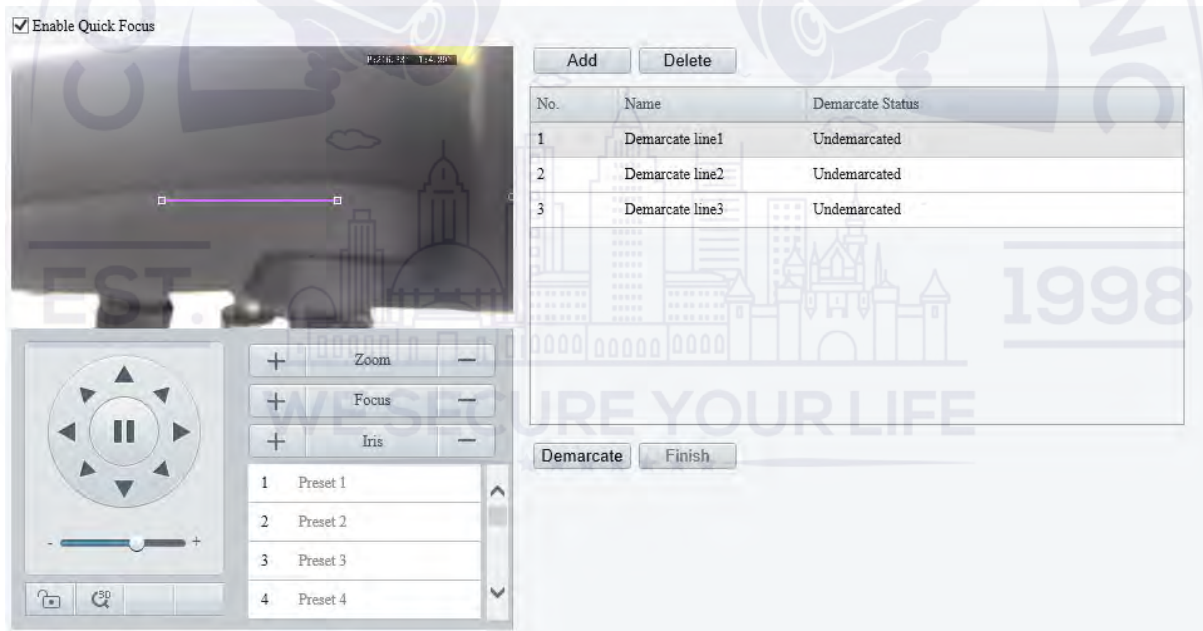 Enable Quick Focus
Add Delete
No. Name Demarcate Status
1 Demarcate line1 Undemarcated
2 Demarcate line2 Undemarcated
3 Demarcate line3 Undemarcated
EST. 1998
WE SECURE YOUR LIFE
Demarcate Finish
+ Zoom −
+ Focus −
+ Iris −
1 Preset 1
2 Preset 2
3 Preset 3
4 Preset 4
- +
3D